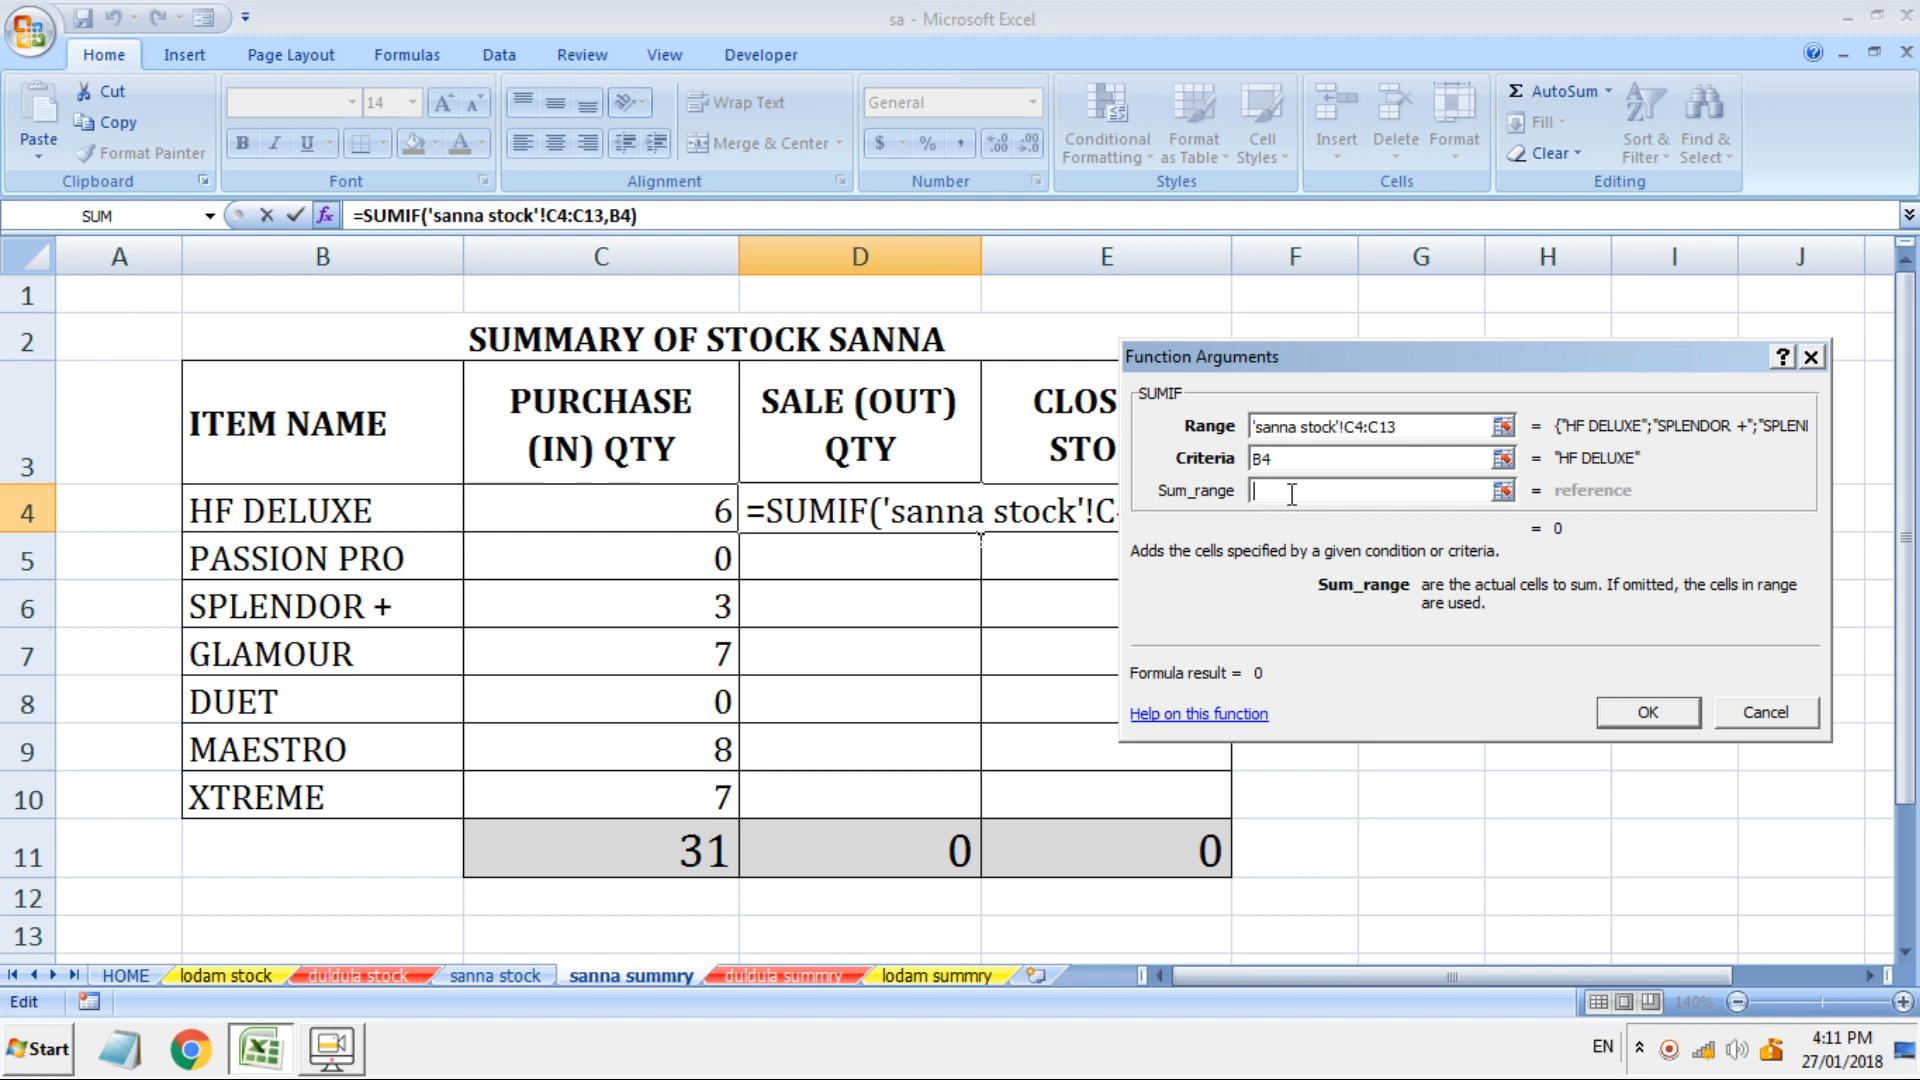 sa - Microsoft Excel
Home Insert Page Layout Formulas Data Review View Developer
Paste
Cut
Copy
Format Painter
Clipboard
14
B I U
Font
Wrap Text
Merge & Center
Alignment
General
$ % ,
Number
Conditional Formatting
Format as Table
Cell Styles
Styles
Insert
Delete
Format
Cells
Σ AutoSum
Fill
Clear
Sort & Filter
Find & Select
Editing
SUM
fx
=SUMIF('sanna stock'!C4:C13,B4)
A B C D E F G H I J
1
2 SUMMARY OF STOCK SANNA
3 ITEM NAME PURCHASE (IN) QTY SALE (OUT) QTY CLOS STO
4 HF DELUXE 6 =SUMIF('sanna stock'!C
5 PASSION PRO 0
6 SPLENDOR + 3
7 GLAMOUR 7
8 DUET 0
9 MAESTRO 8
10 XTREME 7
11 31 0 0
12
13
Function Arguments
SUMIF
Range 'sanna stock'!C4:C13 = {"HF DELUXE";"SPLENDOR +";"SPLEN
Criteria B4 = "HF DELUXE"
Sum_range = reference
= 0
Adds the cells specified by a given condition or criteria.
Sum_range are the actual cells to sum. If omitted, the cells in range
are used.
Formula result = 0
Help on this function
OK
Cancel
HOME lodam stock duldula stock sanna stock sanna summry duldula summry lodam summry
Edit
140%
Start
EN
4:11 PM
27/01/2018